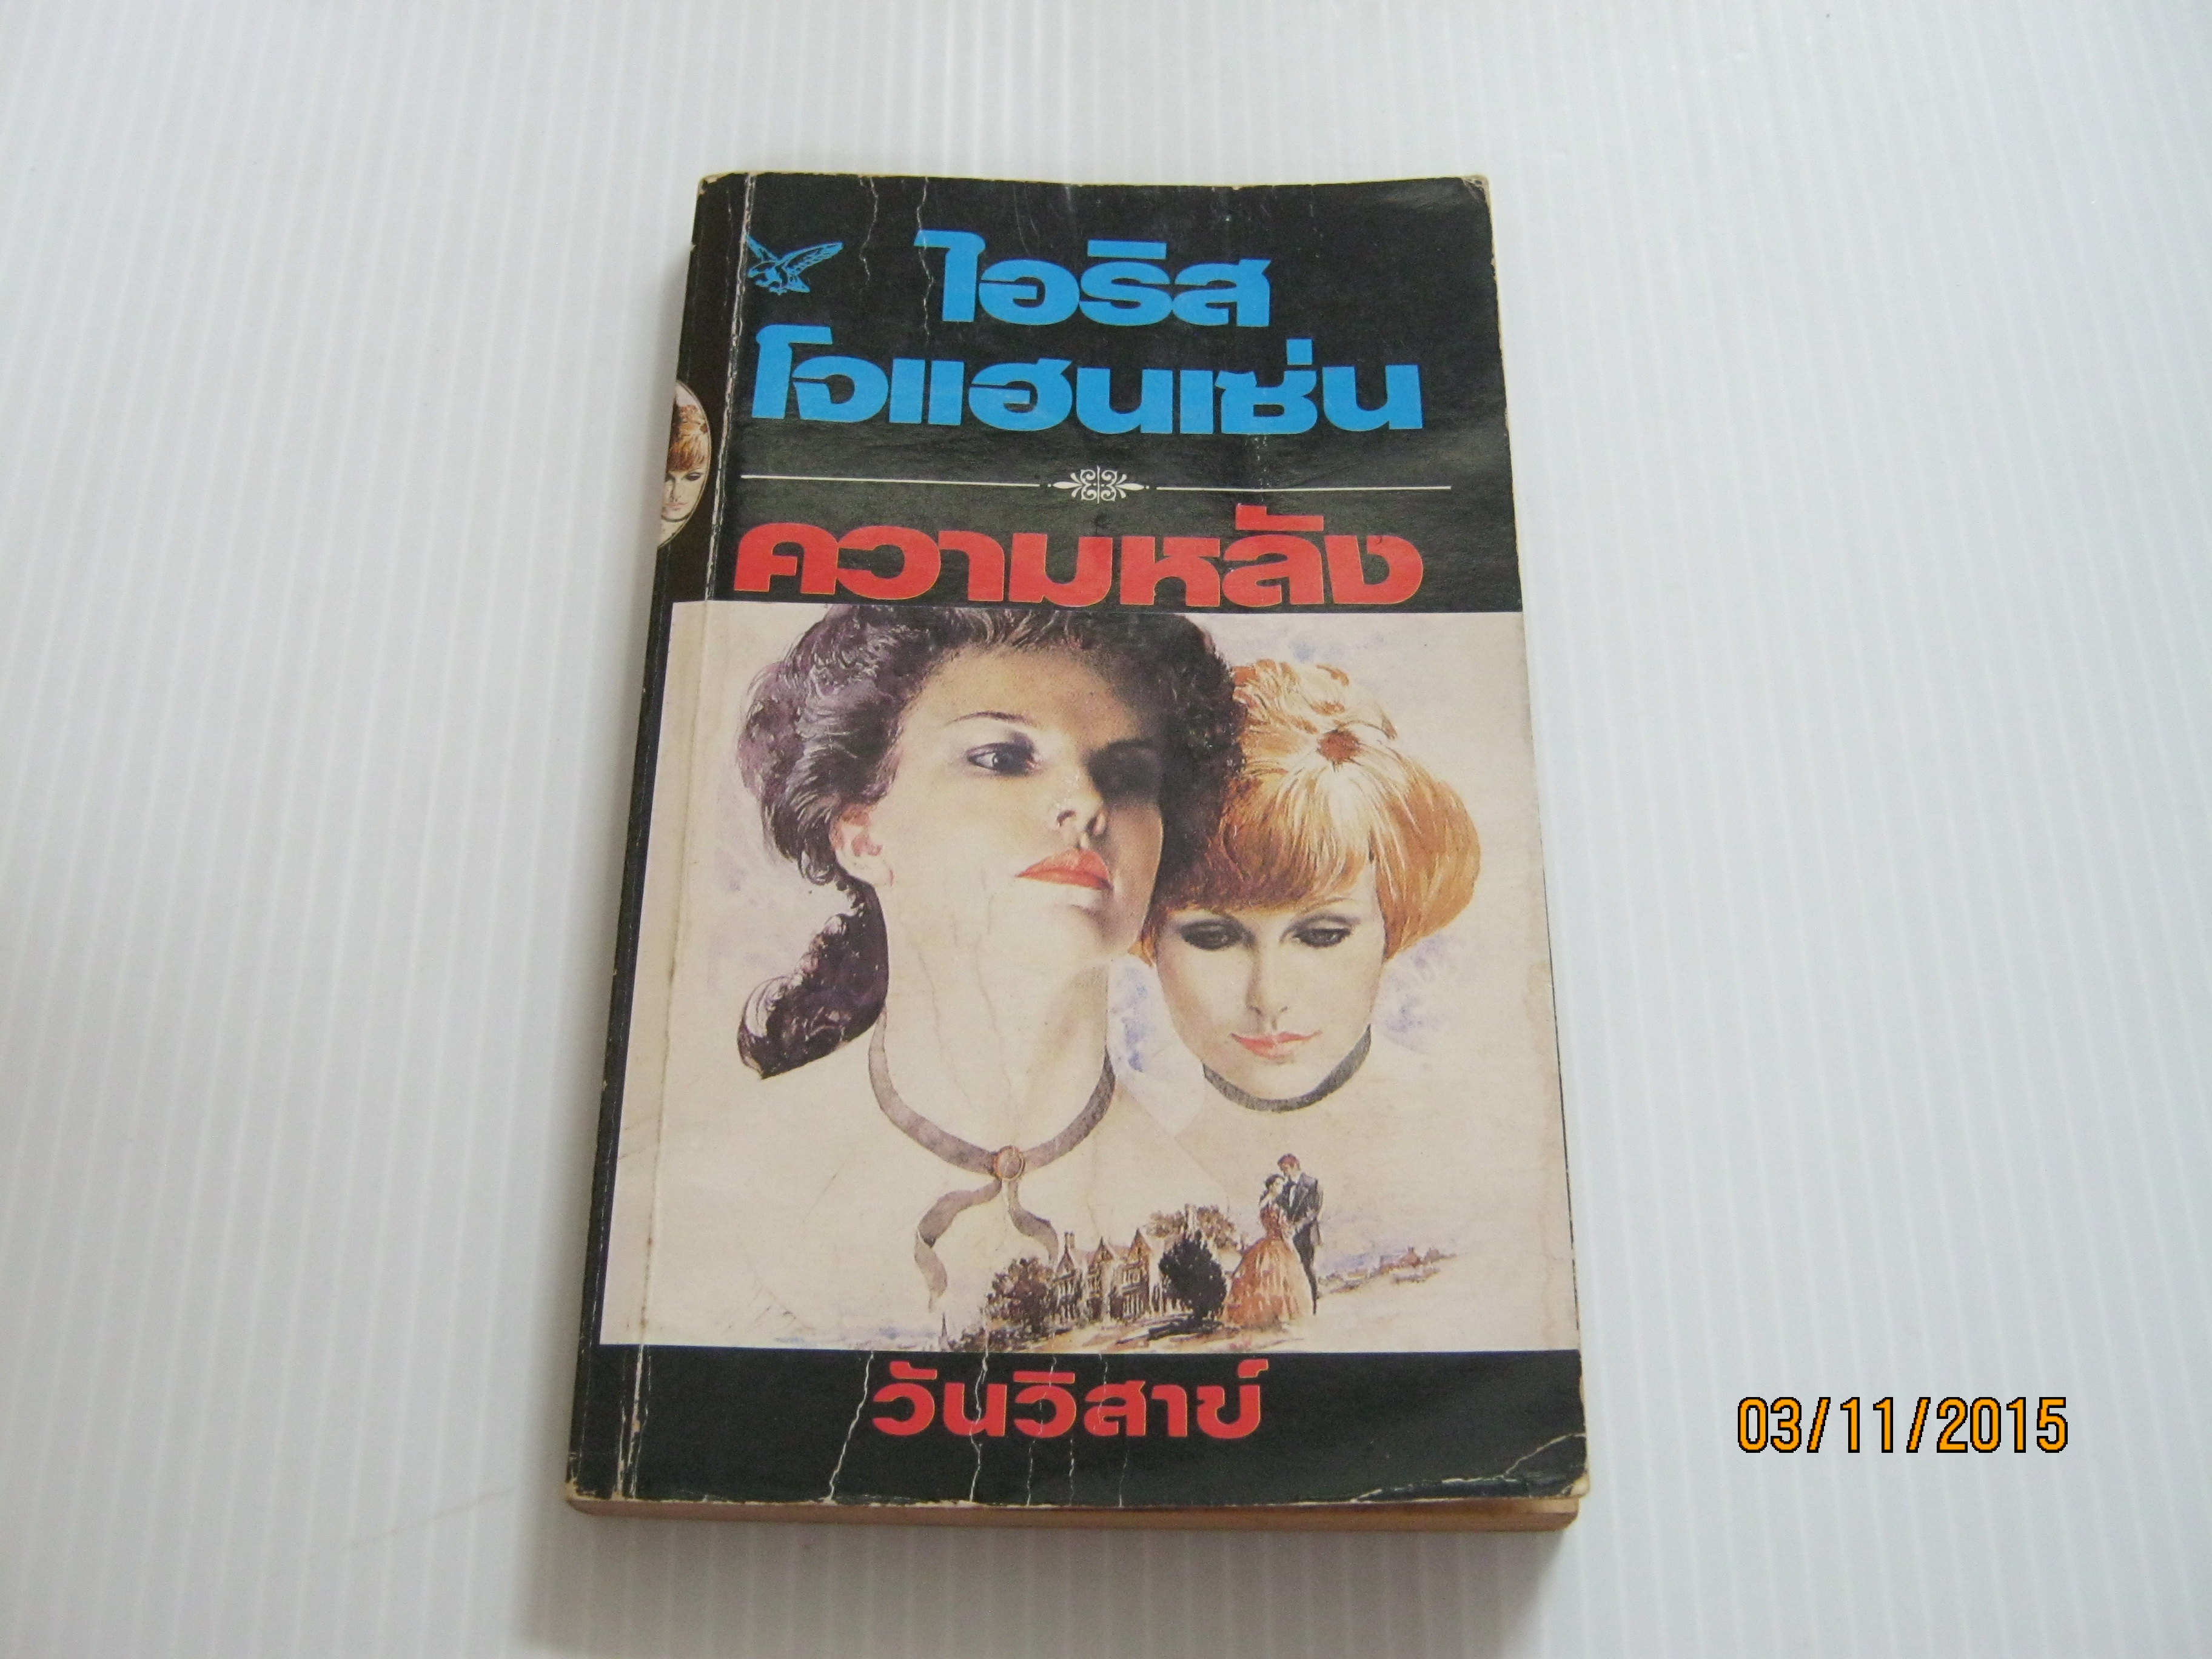 ไอริส
โจแฮนเซ่น
ความหลัง
วันวิสาข์
03/11/2015